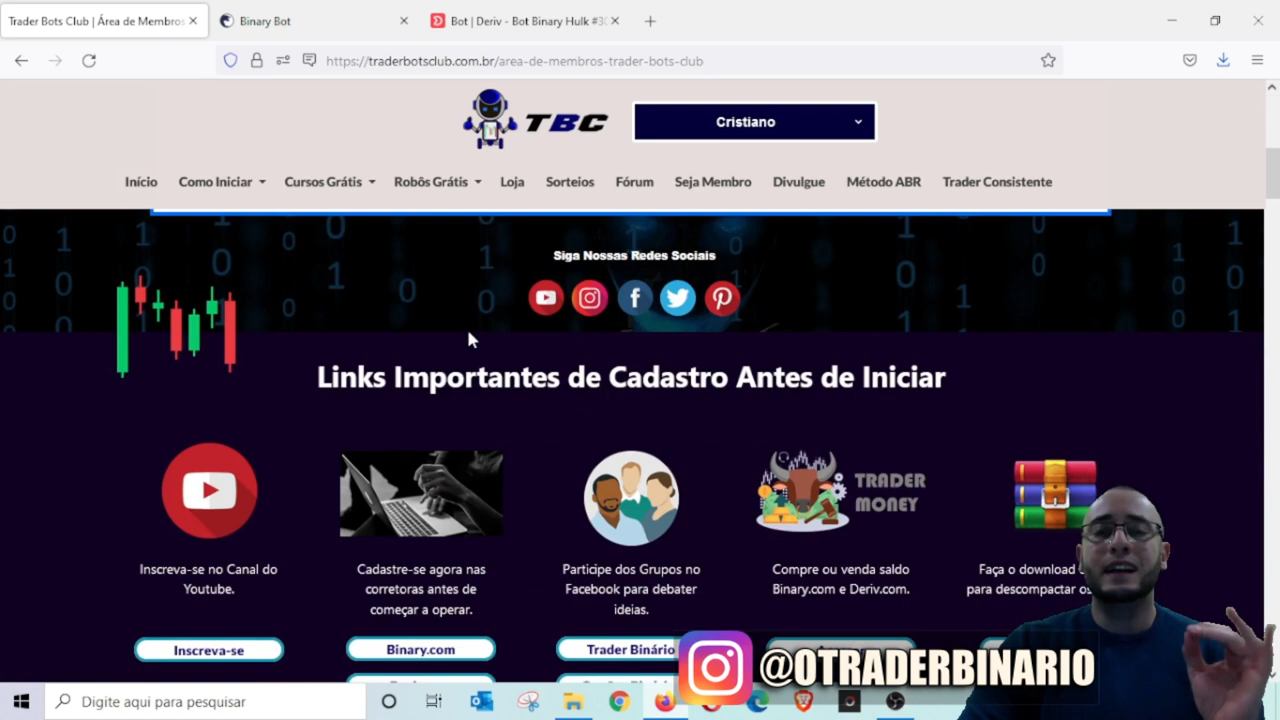 Trader Bots Club | Área de Membros
Binary Bot
Bot | Deriv - Bot Binary Hulk #30
https://traderbotsclub.com.br/area-de-membros-trader-bots-club
TBC
Cristiano
Início
Como Iniciar
Cursos Grátis
Robôs Grátis
Loja
Sorteios
Fórum
Seja Membro
Divulgue
Método ABR
Trader Consistente
Siga Nossas Redes Sociais
Links Importantes de Cadastro Antes de Iniciar
TRADER
MONEY
Inscreva-se no Canal do
Youtube.
Cadastre-se agora nas
corretoras antes de
começar a operar.
Participe dos Grupos no
Facebook para debater
ideias.
Compre ou venda saldo
Binary.com e Deriv.com.
Faça o download
para descompactar os
Inscreva-se
Binary.com
Trader Binário
@OTRADERBINARIO
Digite aqui para pesquisar